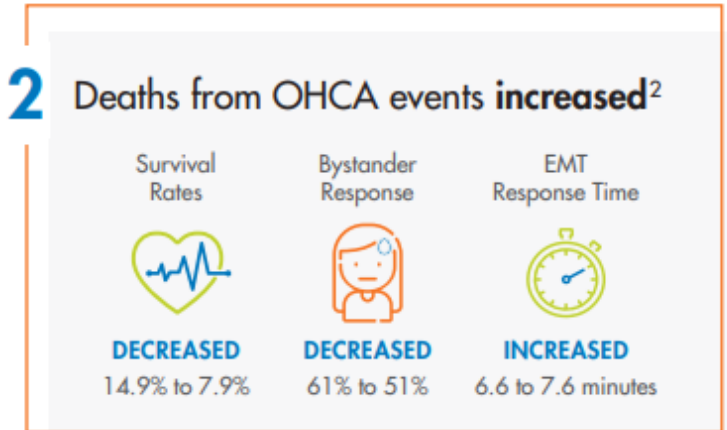 2
Deaths from OHCA events increased²
Survival
Rates
Bystander
Response
EMT
Response Time
DECREASED
14.9% to 7.9%
DECREASED
61% to 51%
INCREASED
6.6 to 7.6 minutes